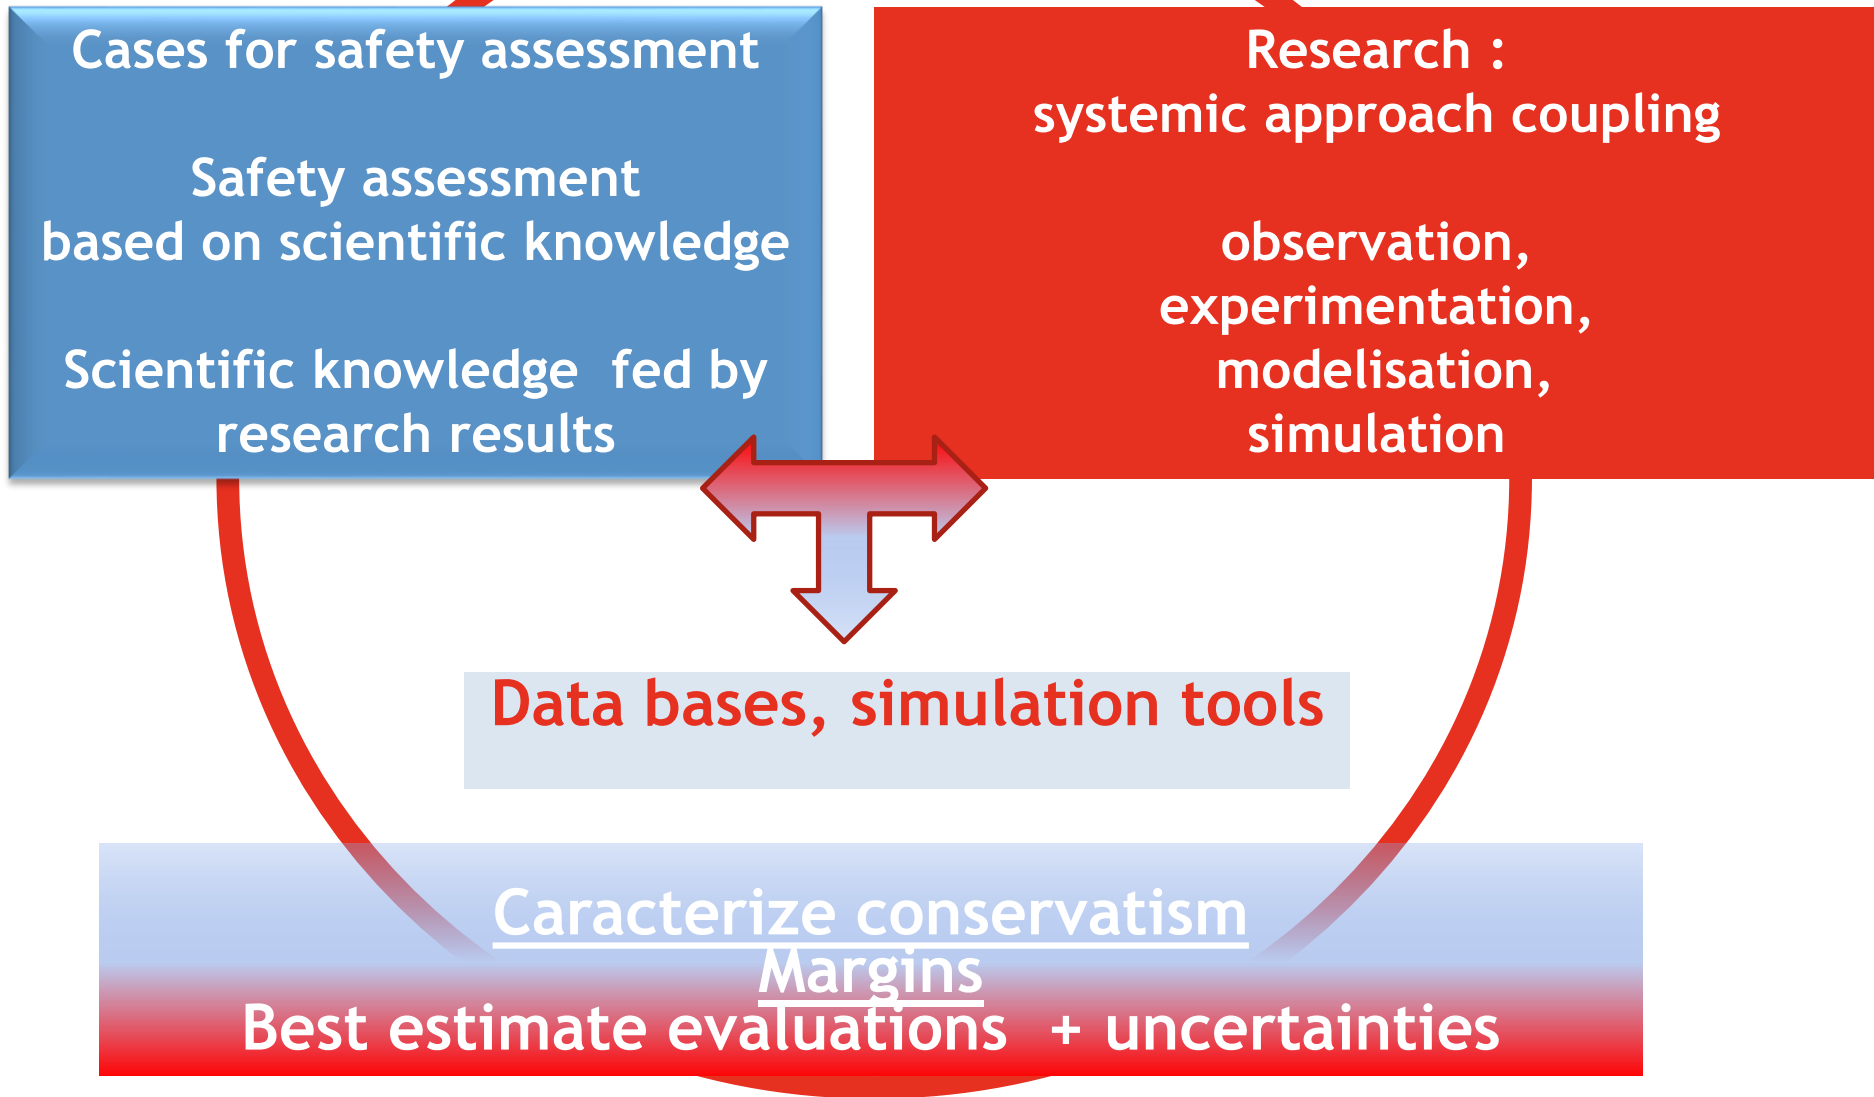 Cases for safety assessment
Safety assessment
based on scientific knowledge
Scientific knowledge  fed by
research results
Research :
systemic approach coupling
observation,
experimentation,
modelisation,
simulation
Data bases, simulation tools
Caracterize conservatism
Margins
Best estimate evaluations  + uncertainties